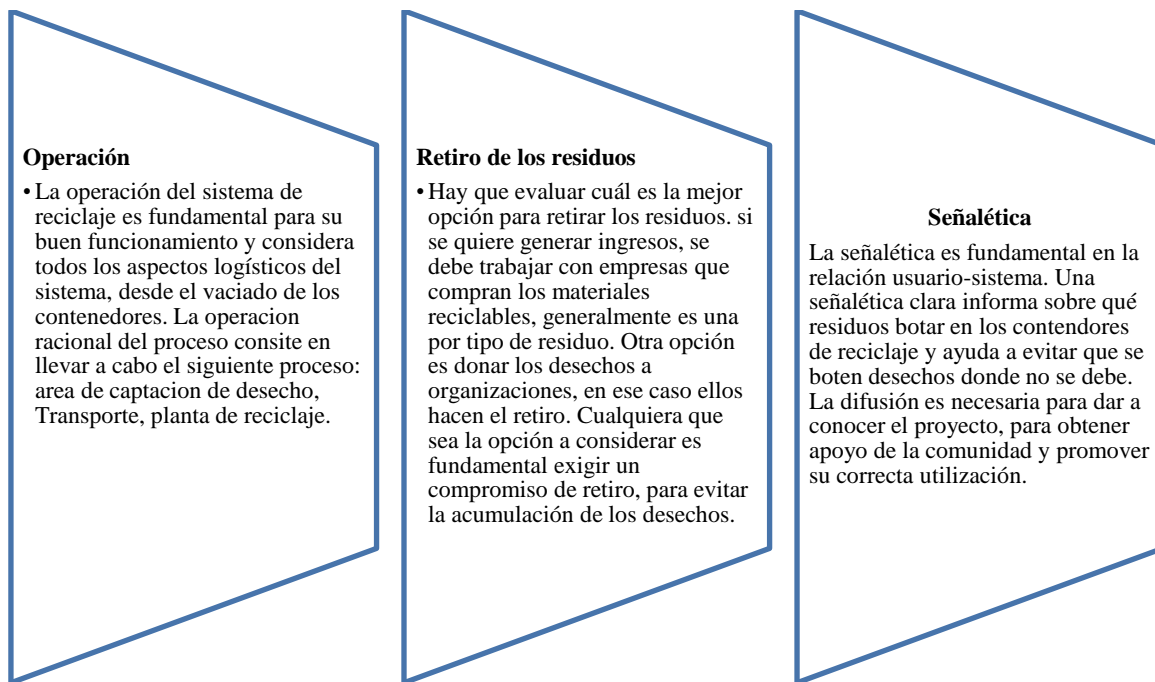 Operación
• La operación del sistema de
reciclaje es fundamental para su
buen funcionamiento y considera
todos los aspectos logísticos del
sistema, desde el vaciado de los
contenedores. La operacion
racional del proceso consite en
llevar a cabo el siguiente proceso:
area de captacion de desecho,
Transporte, planta de reciclaje.
Retiro de los residuos
• Hay que evaluar cuál es la mejor
opción para retirar los residuos. si
se quiere generar ingresos, se
debe trabajar con empresas que
compran los materiales
reciclables, generalmente es una
por tipo de residuo. Otra opción
es donar los desechos a
organizaciones, en ese caso ellos
hacen el retiro. Cualquiera que
sea la opción a considerar es
fundamental exigir un
compromiso de retiro, para evitar
la acumulación de los desechos.
Señalética
La señalética es fundamental en la
relación usuario-sistema. Una
señalética clara informa sobre qué
residuos botar en los contendores
de reciclaje y ayuda a evitar que se
boten desechos donde no se debe.
La difusión es necesaria para dar a
conocer el proyecto, para obtener
apoyo de la comunidad y promover
su correcta utilización.